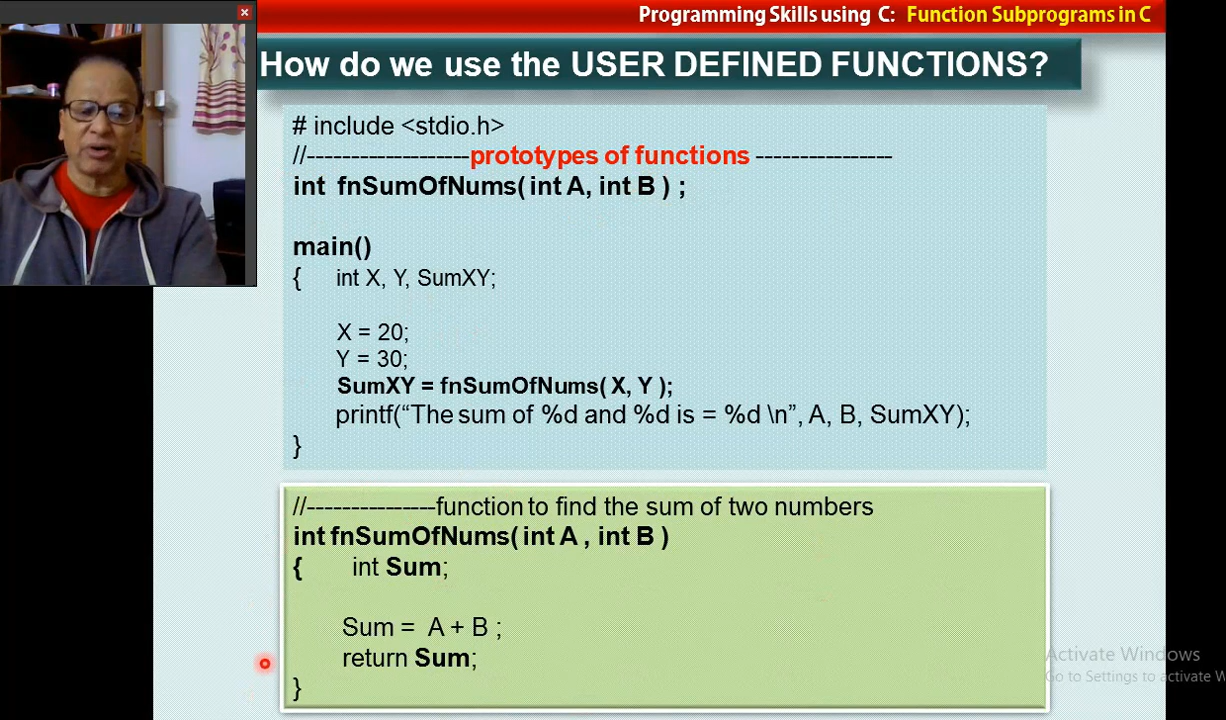 Programming Skills using C: Function Subprograms in C
How do we use the USER DEFINED FUNCTIONS?
# include <stdio.h>
//-------------------prototypes of functions ----------------
int fnSumOfNums( int A, int B ) ;
main()
{ int X, Y, SumXY;
X = 20;
Y = 30;
SumXY = fnSumOfNums( X, Y );
printf(“The sum of %d and %d is = %d \n”, A, B, SumXY);
}
//---------------function to find the sum of two numbers
int fnSumOfNums( int A , int B )
{ int Sum;
Sum = A + B ;
return Sum;
}
Activate Windows
Go to Settings to activate W